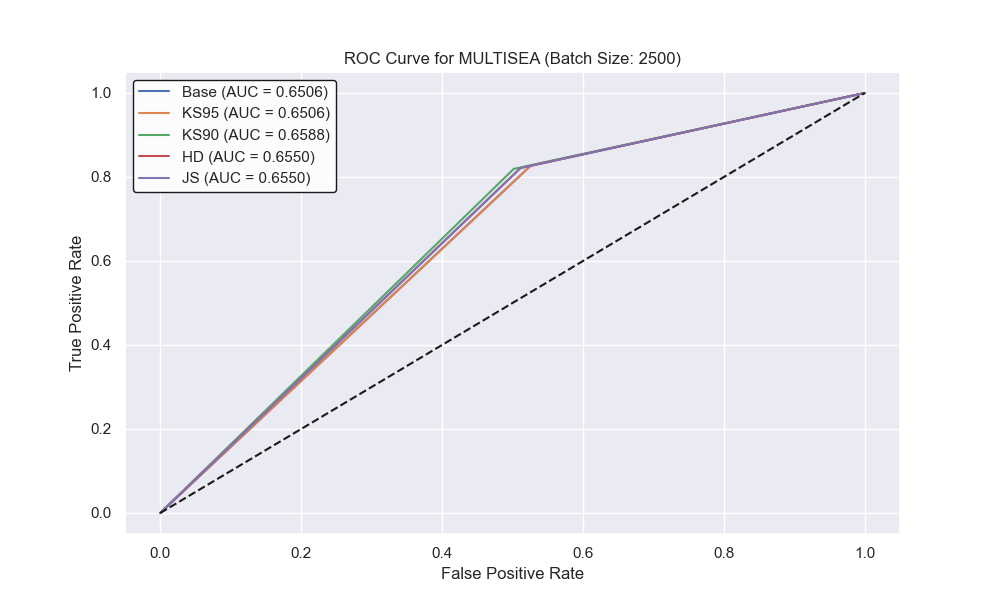 ROC Curve for MULTISEA (Batch Size: 2500)
Base (AUC = 0.6506)
KS95 (AUC = 0.6506)
KS90 (AUC = 0.6588)
HD (AUC = 0.6550)
JS (AUC = 0.6550)
True Positive Rate
1.0
0.8
0.6
0.4
0.2
0.0
0.0 0.2 0.4 0.6 0.8 1.0
False Positive Rate